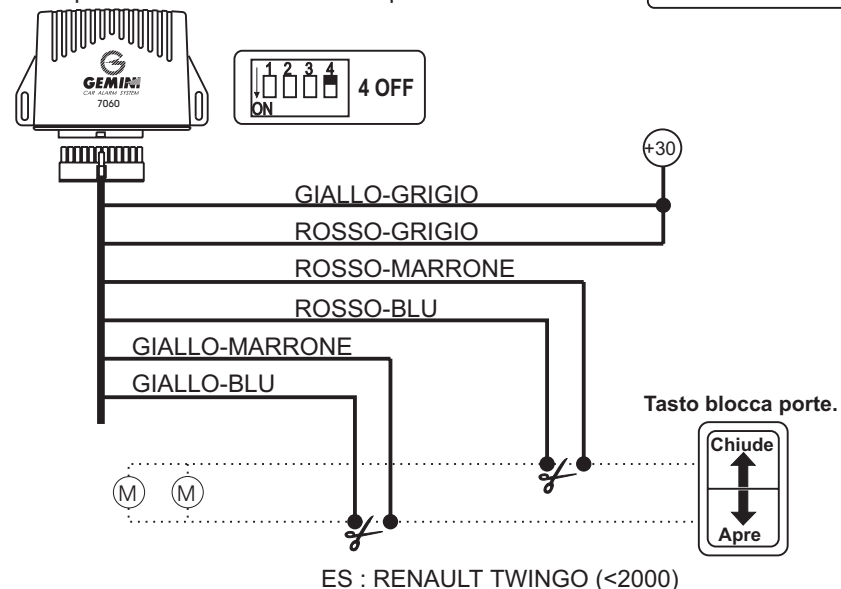 GEMINI
CAR ALARM SYSTEM
7060
1 2 3 4
ON
4 OFF
+30
GIALLO-GRIGIO
ROSSO-GRIGIO
ROSSO-MARRONE
ROSSO-BLU
GIALLO-MARRONE
GIALLO-BLU
Tasto blocca porte.
Chiude
Apre
M M
ES : RENAULT TWINGO (<2000)